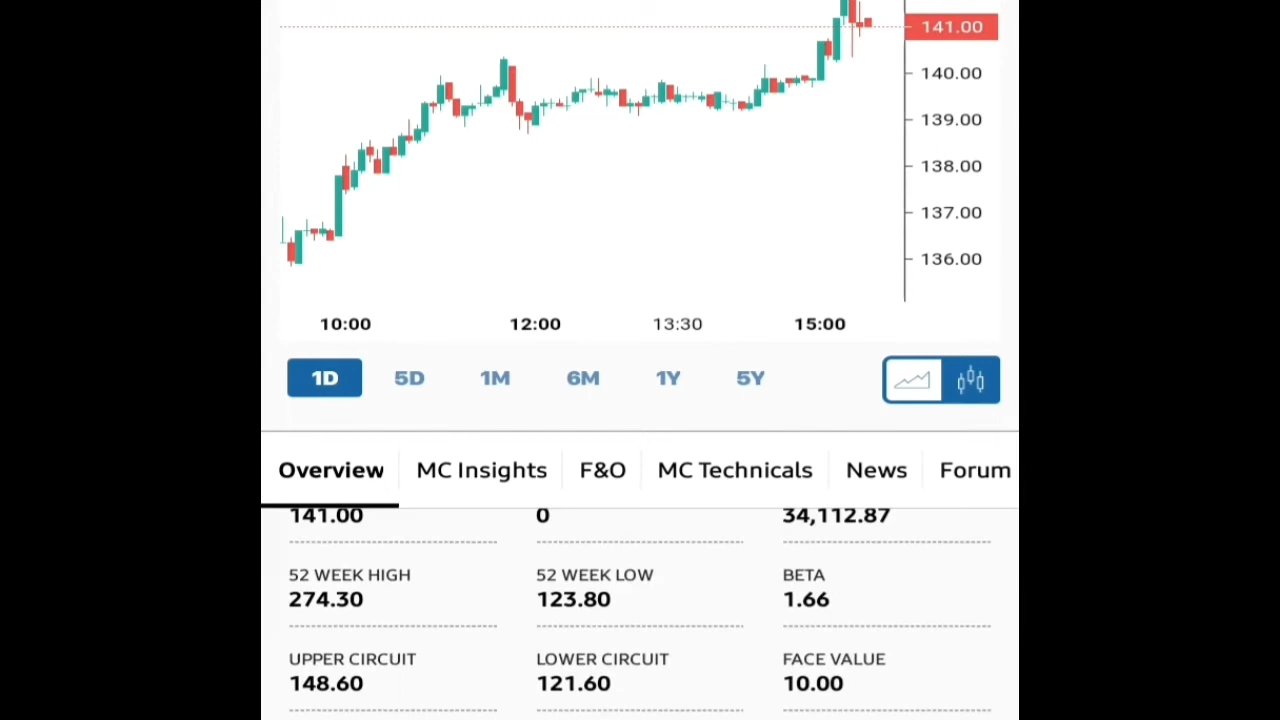 141.00
140.00
139.00
138.00
137.00
136.00
10:00 12:00 13:30 15:00
1D 5D 1M 6M 1Y 5Y
Overview MC Insights F&O MC Technicals News Forum
141.00 0 34,112.87
52 WEEK HIGH 52 WEEK LOW BETA
274.30 123.80 1.66
UPPER CIRCUIT LOWER CIRCUIT FACE VALUE
148.60 121.60 10.00